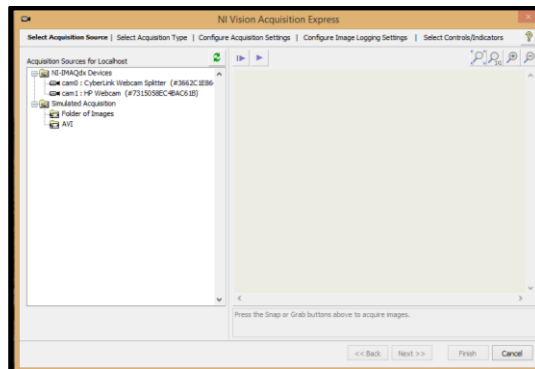 NI Vision Acquisition Express
Select Acquisition Source | Select Acquisition Type | Configure Acquisition Settings | Configure Image Logging Settings | Select Controls/Indicators
Acquisition Sources for Localhost
NI-IMAQdx Devices
cam0 : CyberLink Webcam Splitter (#3662C1EB6
cam1 : HP Webcam (#7315058EC4BAC61B)
Simulated Acquisition
Folder of Images
AVI
Press the Snap or Grab buttons above to acquire images.
<< Back Next >> Finish Cancel